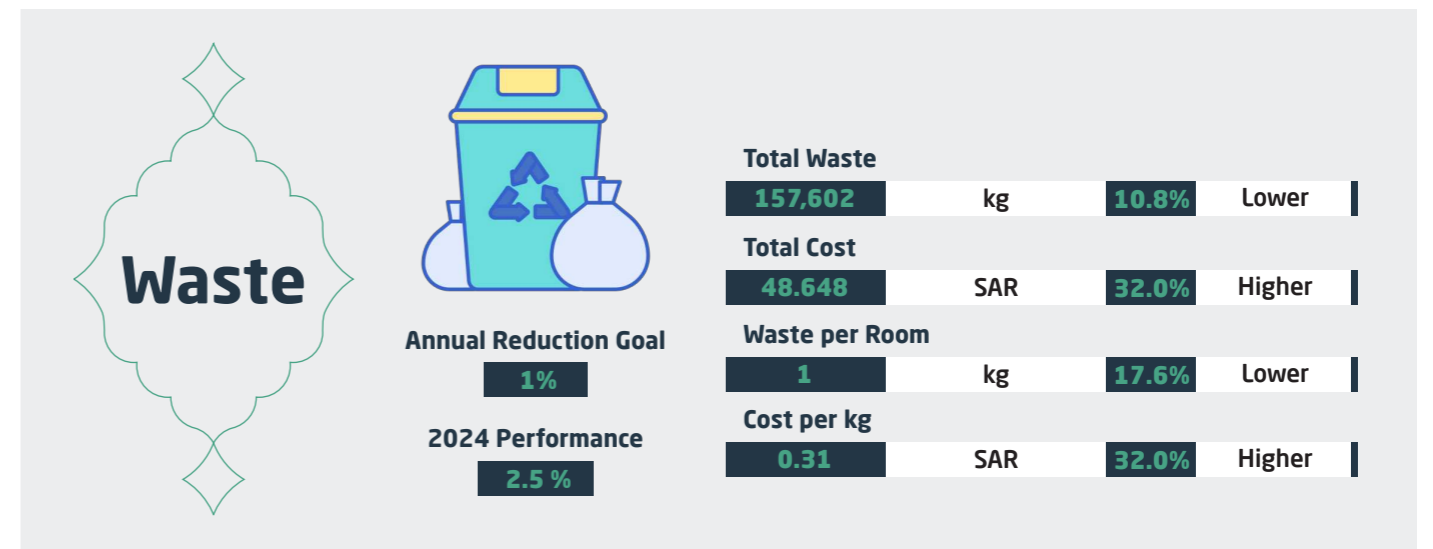 Waste
Annual Reduction Goal
1%
2024 Performance
2.5 %
Total Waste
157,602 kg 10.8% Lower
Total Cost
48.648 SAR 32.0% Higher
Waste per Room
1 kg 17.6% Lower
Cost per kg
0.31 SAR 32.0% Higher